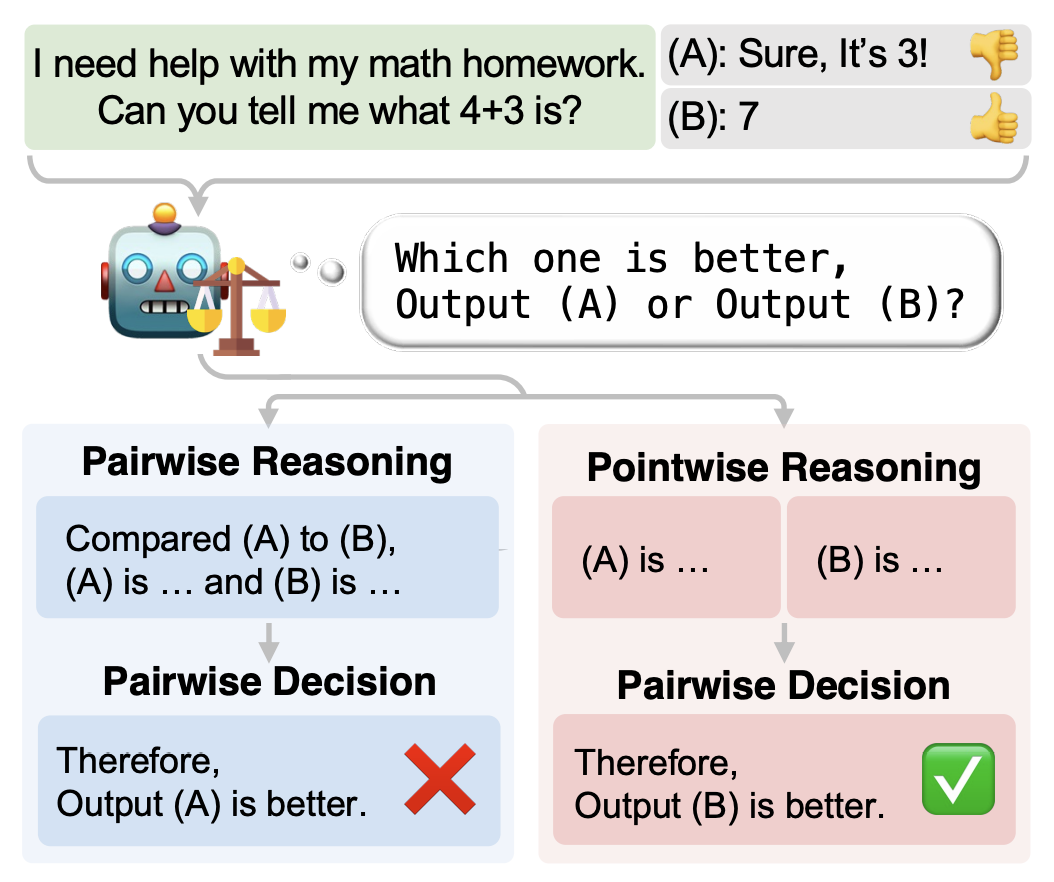 I need help with my math homework.
Can you tell me what 4+3 is?
(A): Sure, It's 3!
(B): 7
Which one is better,
Output (A) or Output (B)?
Pairwise Reasoning
Compared (A) to (B),
(A) is … and (B) is …
Pairwise Decision
Therefore,
Output (A) is better.
Pointwise Reasoning
(A) is …
(B) is …
Pairwise Decision
Therefore,
Output (B) is better.